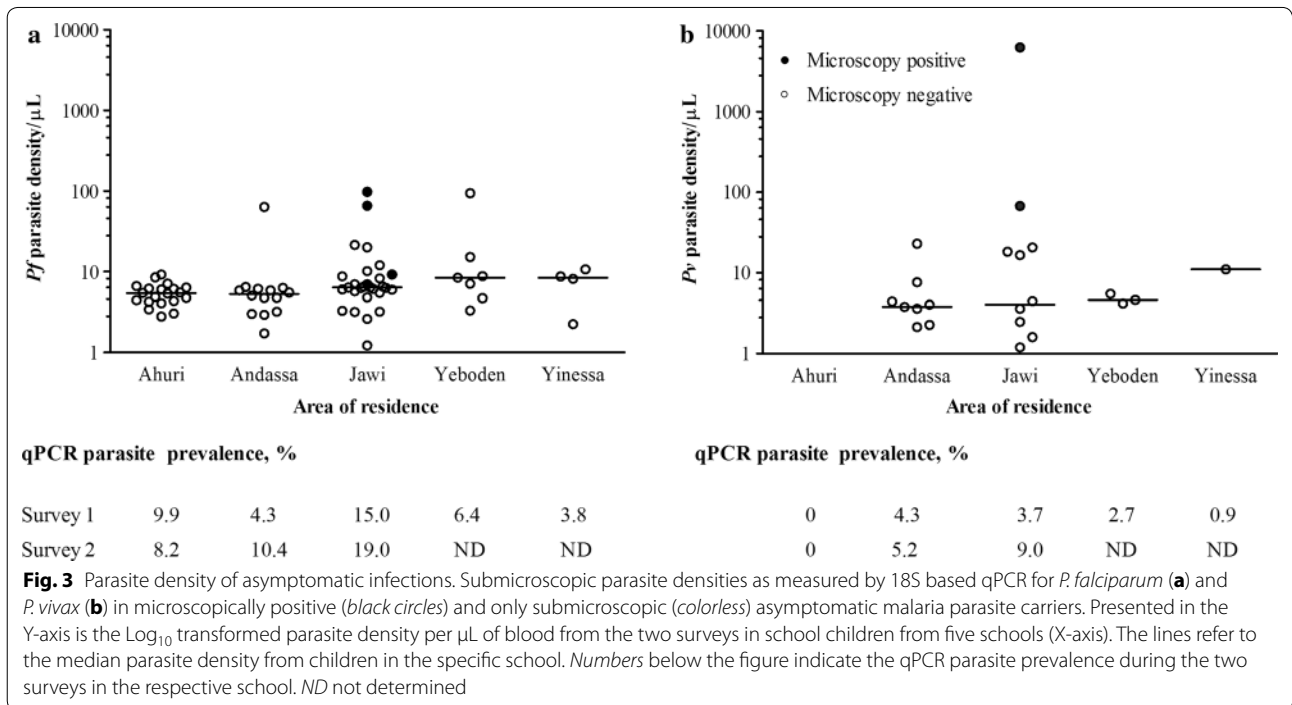 a
10000
1000
100
10
1
Pf parasite density/μL
Ahuri Andassa Jawi Yeboden Yinessa
Area of residence
b
10000
1000
100
10
1
Pv parasite density/μL
Microscopy positive
Microscopy negative
Ahuri Andassa Jawi Yeboden Yinessa
Area of residence
qPCR parasite prevalence, % qPCR parasite prevalence, %
Survey 1 9.9 4.3 15.0 6.4 3.8 0 4.3 3.7 2.7 0.9
Survey 2 8.2 10.4 19.0 ND ND 0 5.2 9.0 ND ND
Fig. 3 Parasite density of asymptomatic infections. Submicroscopic parasite densities as measured by 18S based qPCR for P. falciparum (a) and
P. vivax (b) in microscopically positive (black circles) and only submicroscopic (colorless) asymptomatic malaria parasite carriers. Presented in the
Y-axis is the Log10 transformed parasite density per μL of blood from the two surveys in school children from five schools (X-axis). The lines refer to
the median parasite density from children in the specific school. Numbers below the figure indicate the qPCR parasite prevalence during the two
surveys in the respective school. ND not determined